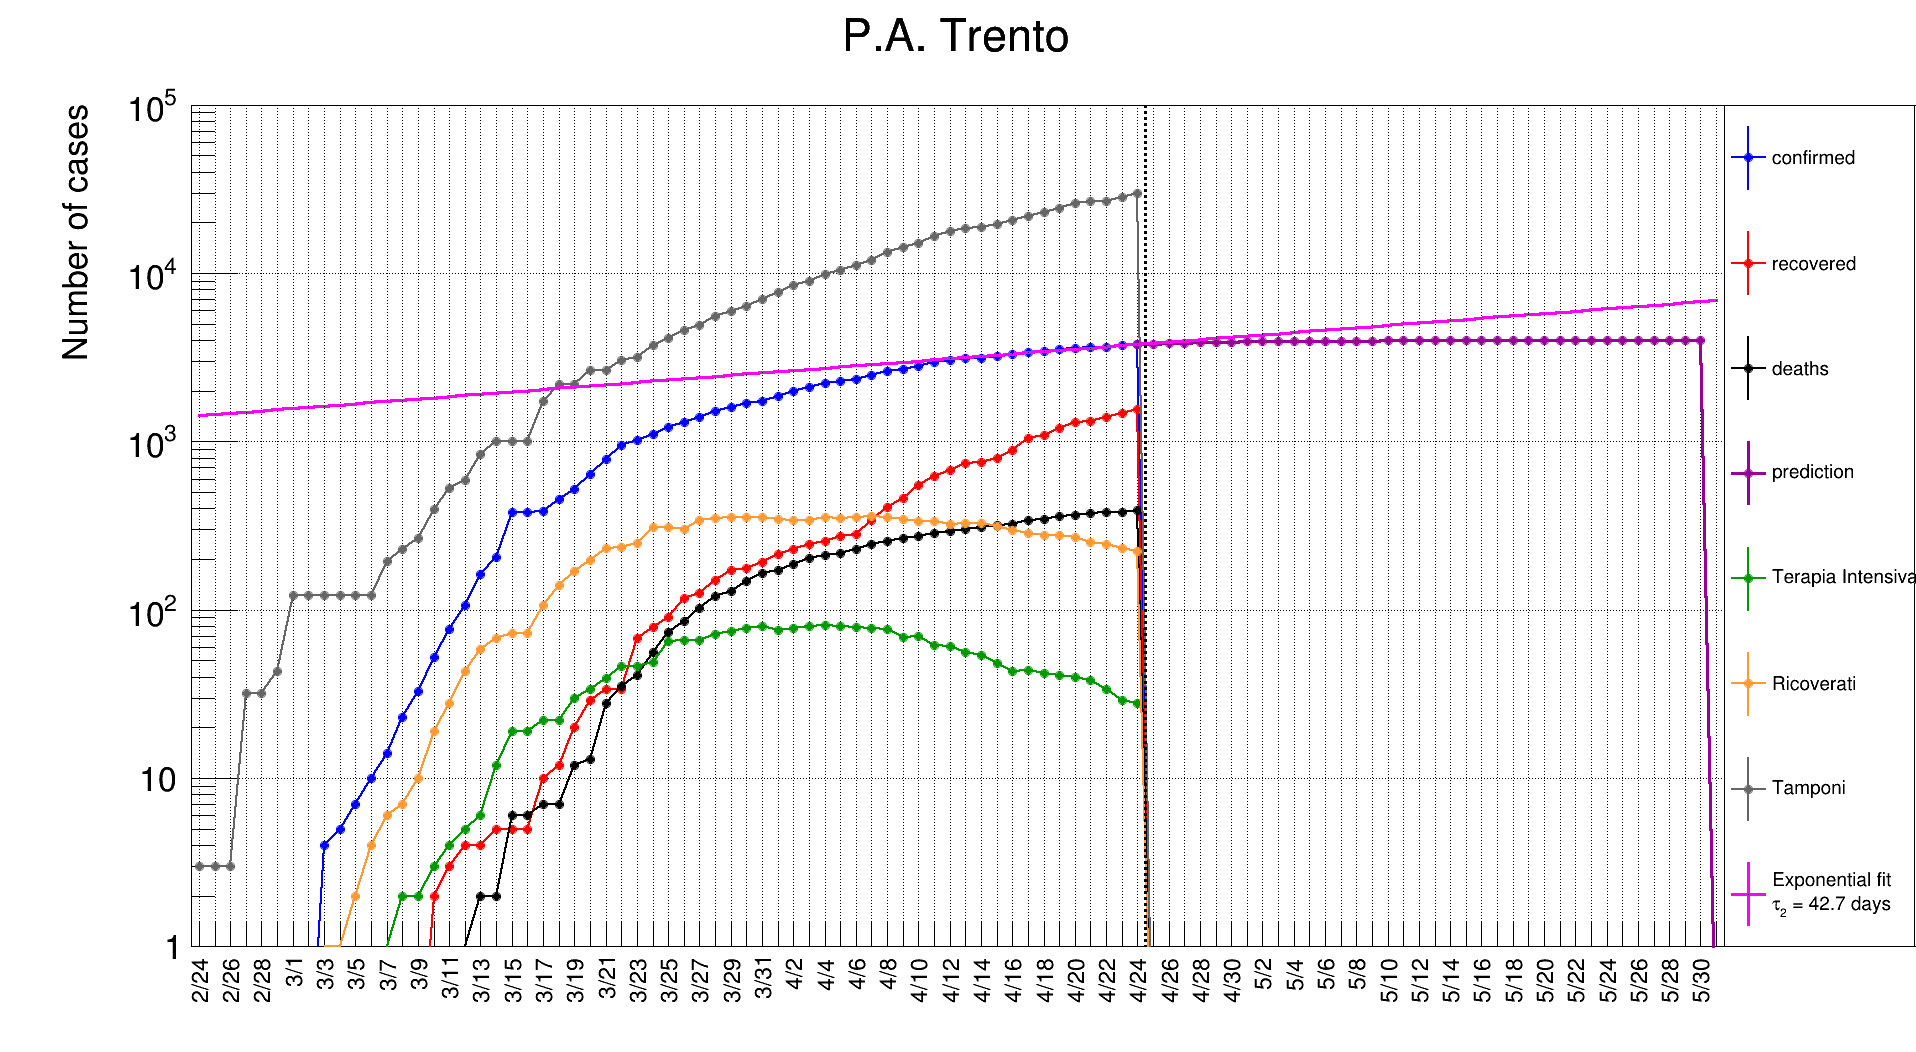 P.A. Trento
Number of cases
10^5
10^4
10^3
10^2
10
1
2/24 2/26 2/28 3/1 3/3 3/5 3/7 3/9 3/11 3/13 3/15 3/17 3/19 3/21 3/23 3/25 3/27 3/29 3/31 4/2 4/4 4/6 4/8 4/10 4/12 4/14 4/16 4/18 4/20 4/22 4/24 4/26 4/28 4/30 5/2 5/4 5/6 5/8 5/10 5/12 5/14 5/16 5/18 5/20 5/22 5/24 5/26 5/28 5/30
confirmed
recovered
deaths
prediction
Terapia Intensiva
Ricoverati
Tamponi
Exponential fit
τ_2 = 42.7 days